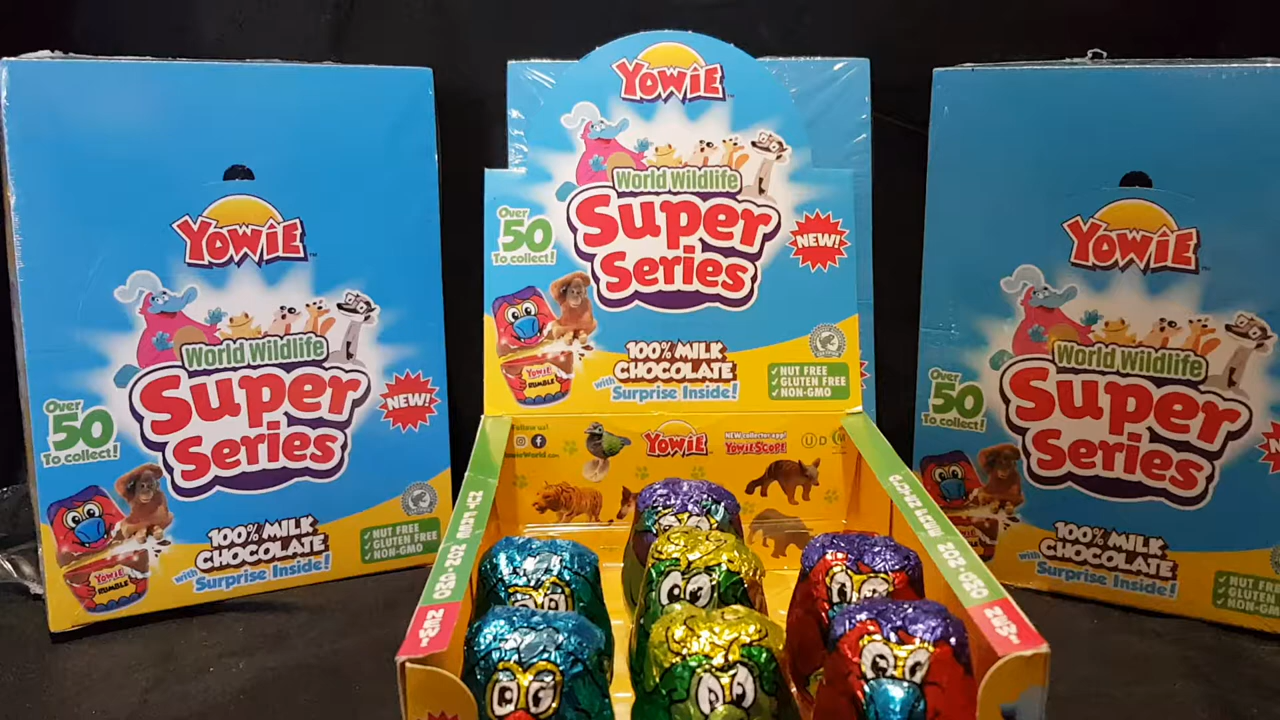 YOWIE
World Wildlife
Super
Series
Over
50
To collect!
NEW!
100% MILK
CHOCOLATE
with Surprise Inside!
NUT FREE
GLUTEN FREE
NON-GMO
YOWIE
RUMBLE
YOWIE
World Wildlife
Super
Series
Over
50
To collect!
NEW!
100% MILK
CHOCOLATE
with Surprise Inside!
NUT FREE
GLUTEN FREE
NON-GMO
YOWIE
RUMBLE
Follow us!
YOWIE
NEW collector app!
YowieScope
YOWIE
World Wildlife
Super
Series
Over
50
To collect!
100% MILK
CHOCOLATE
with Surprise Inside!
NUT FREE
GLUTEN